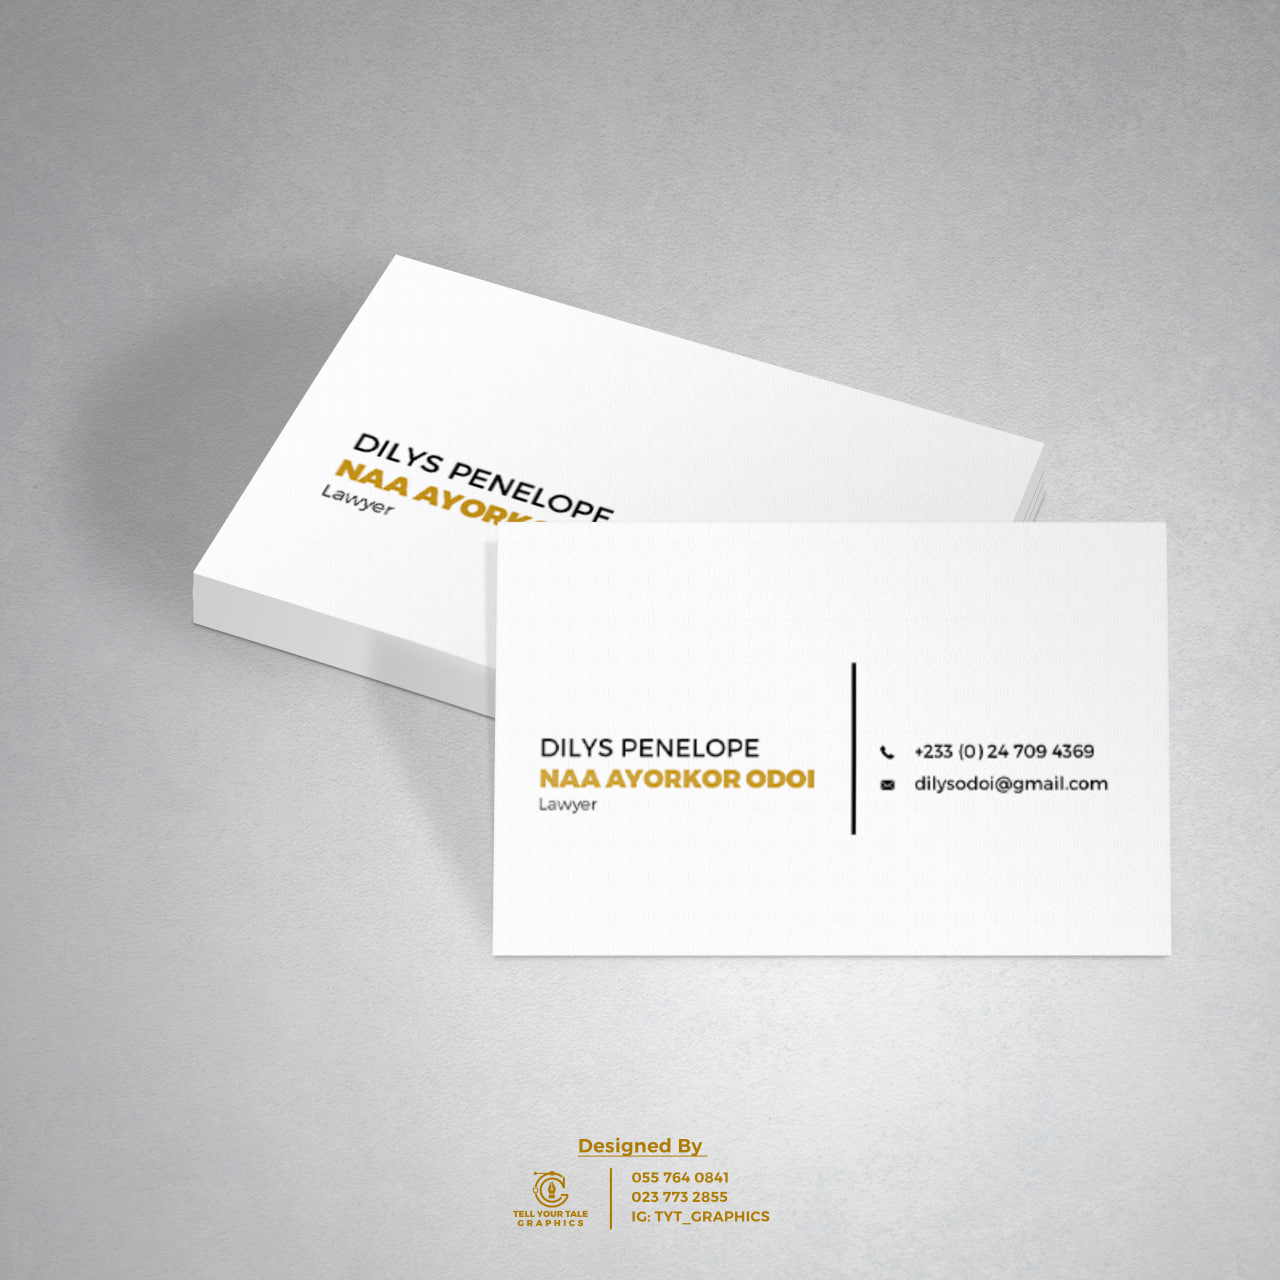 DILYS PENELOPE
NAA AYORK
Lawyer
DILYS PENELOPE
NAA AYORKOR ODOI
Lawyer
+233 (0) 24 709 4369
dilysodoi@gmail.com
Designed By
TELL YOUR TALE
GRAPHICS
055 764 0841
023 773 2855
IG: TYT_GRAPHICS